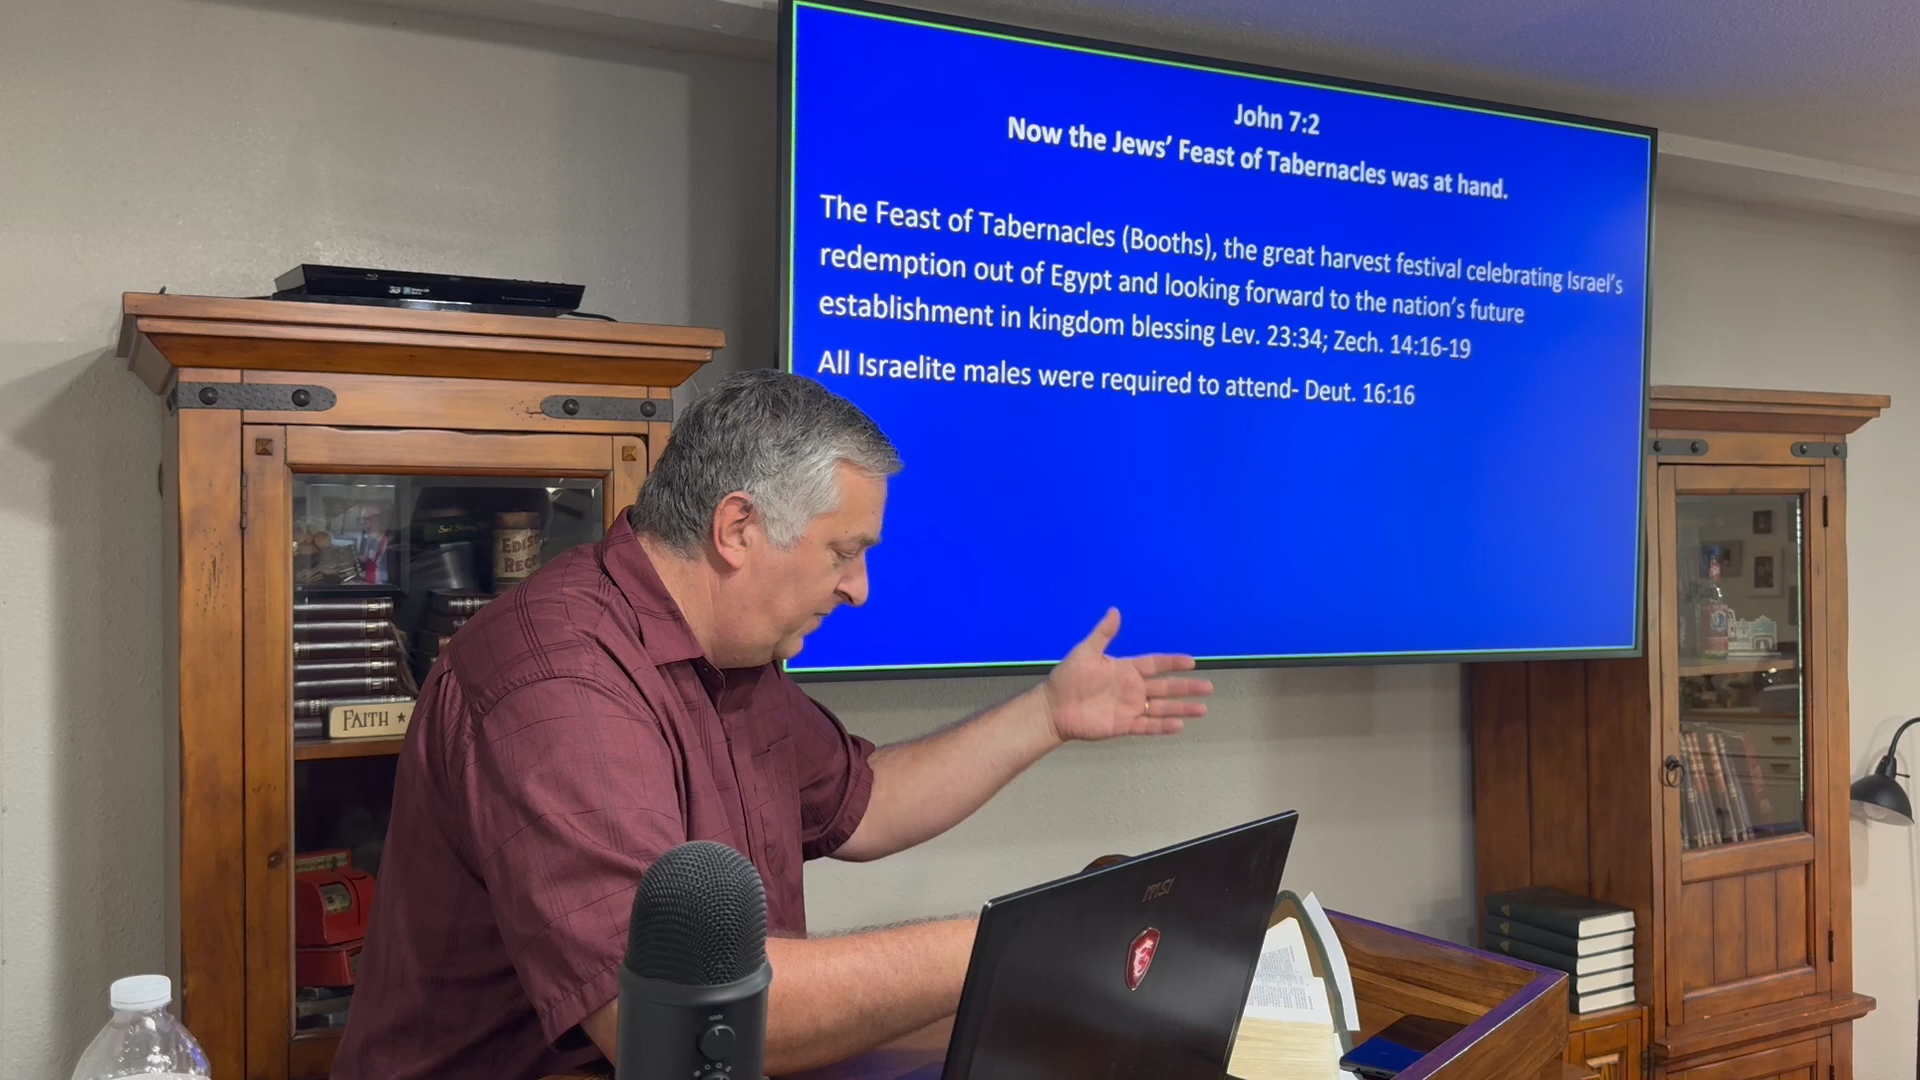 John 7:2
Now the Jews’ Feast of Tabernacles was at hand.
The Feast of Tabernacles (Booths), the great harvest festival celebrating Israel’s
redemption out of Egypt and looking forward to the nation’s future
establishment in kingdom blessing Lev. 23:34; Zech. 14:16-19
All Israelite males were required to attend- Deut. 16:16
FAITH
msi
GAIN